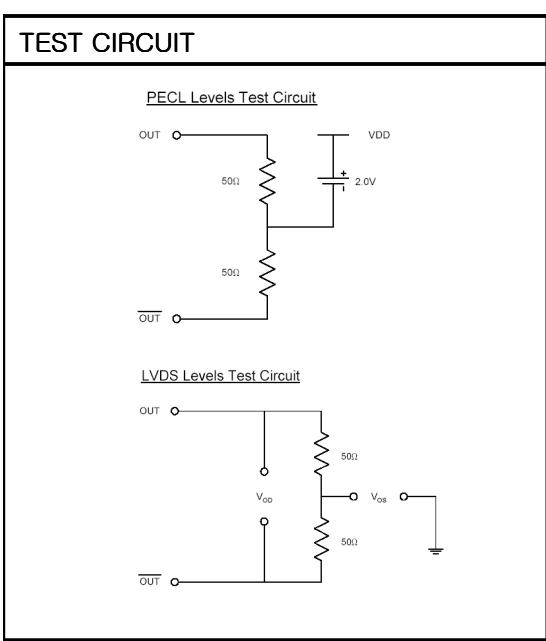 TEST CIRCUIT
PECL Levels Test Circuit
OUT
VDD
50Ω
+
2.0V
-
50Ω
OUT
LVDS Levels Test Circuit
OUT
50Ω
VOD
VOS
50Ω
OUT